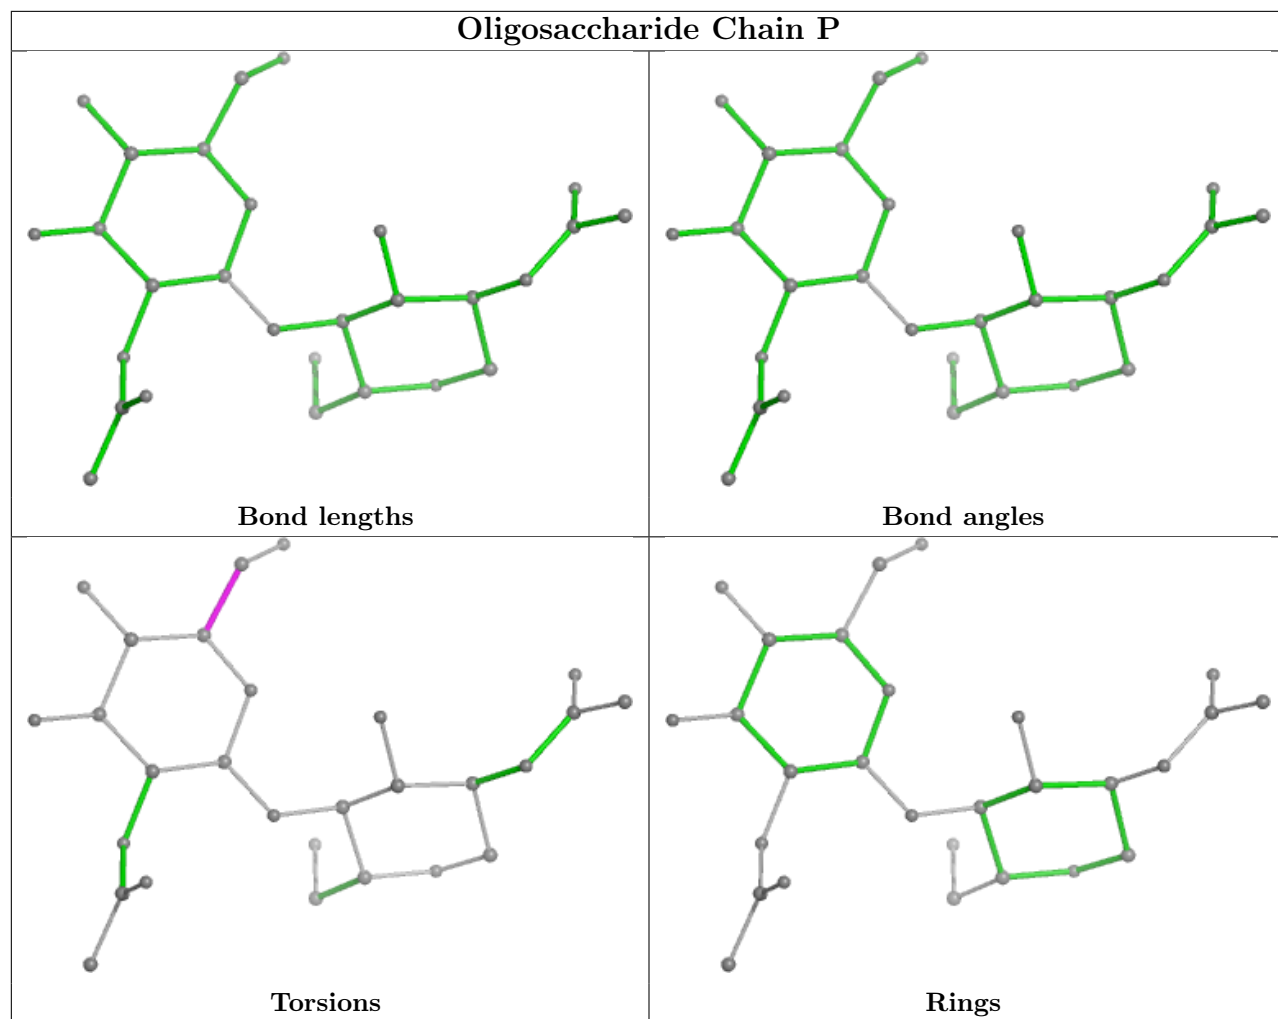 Oligosaccharide Chain P
Bond lengths
Bond angles
Torsions
Rings